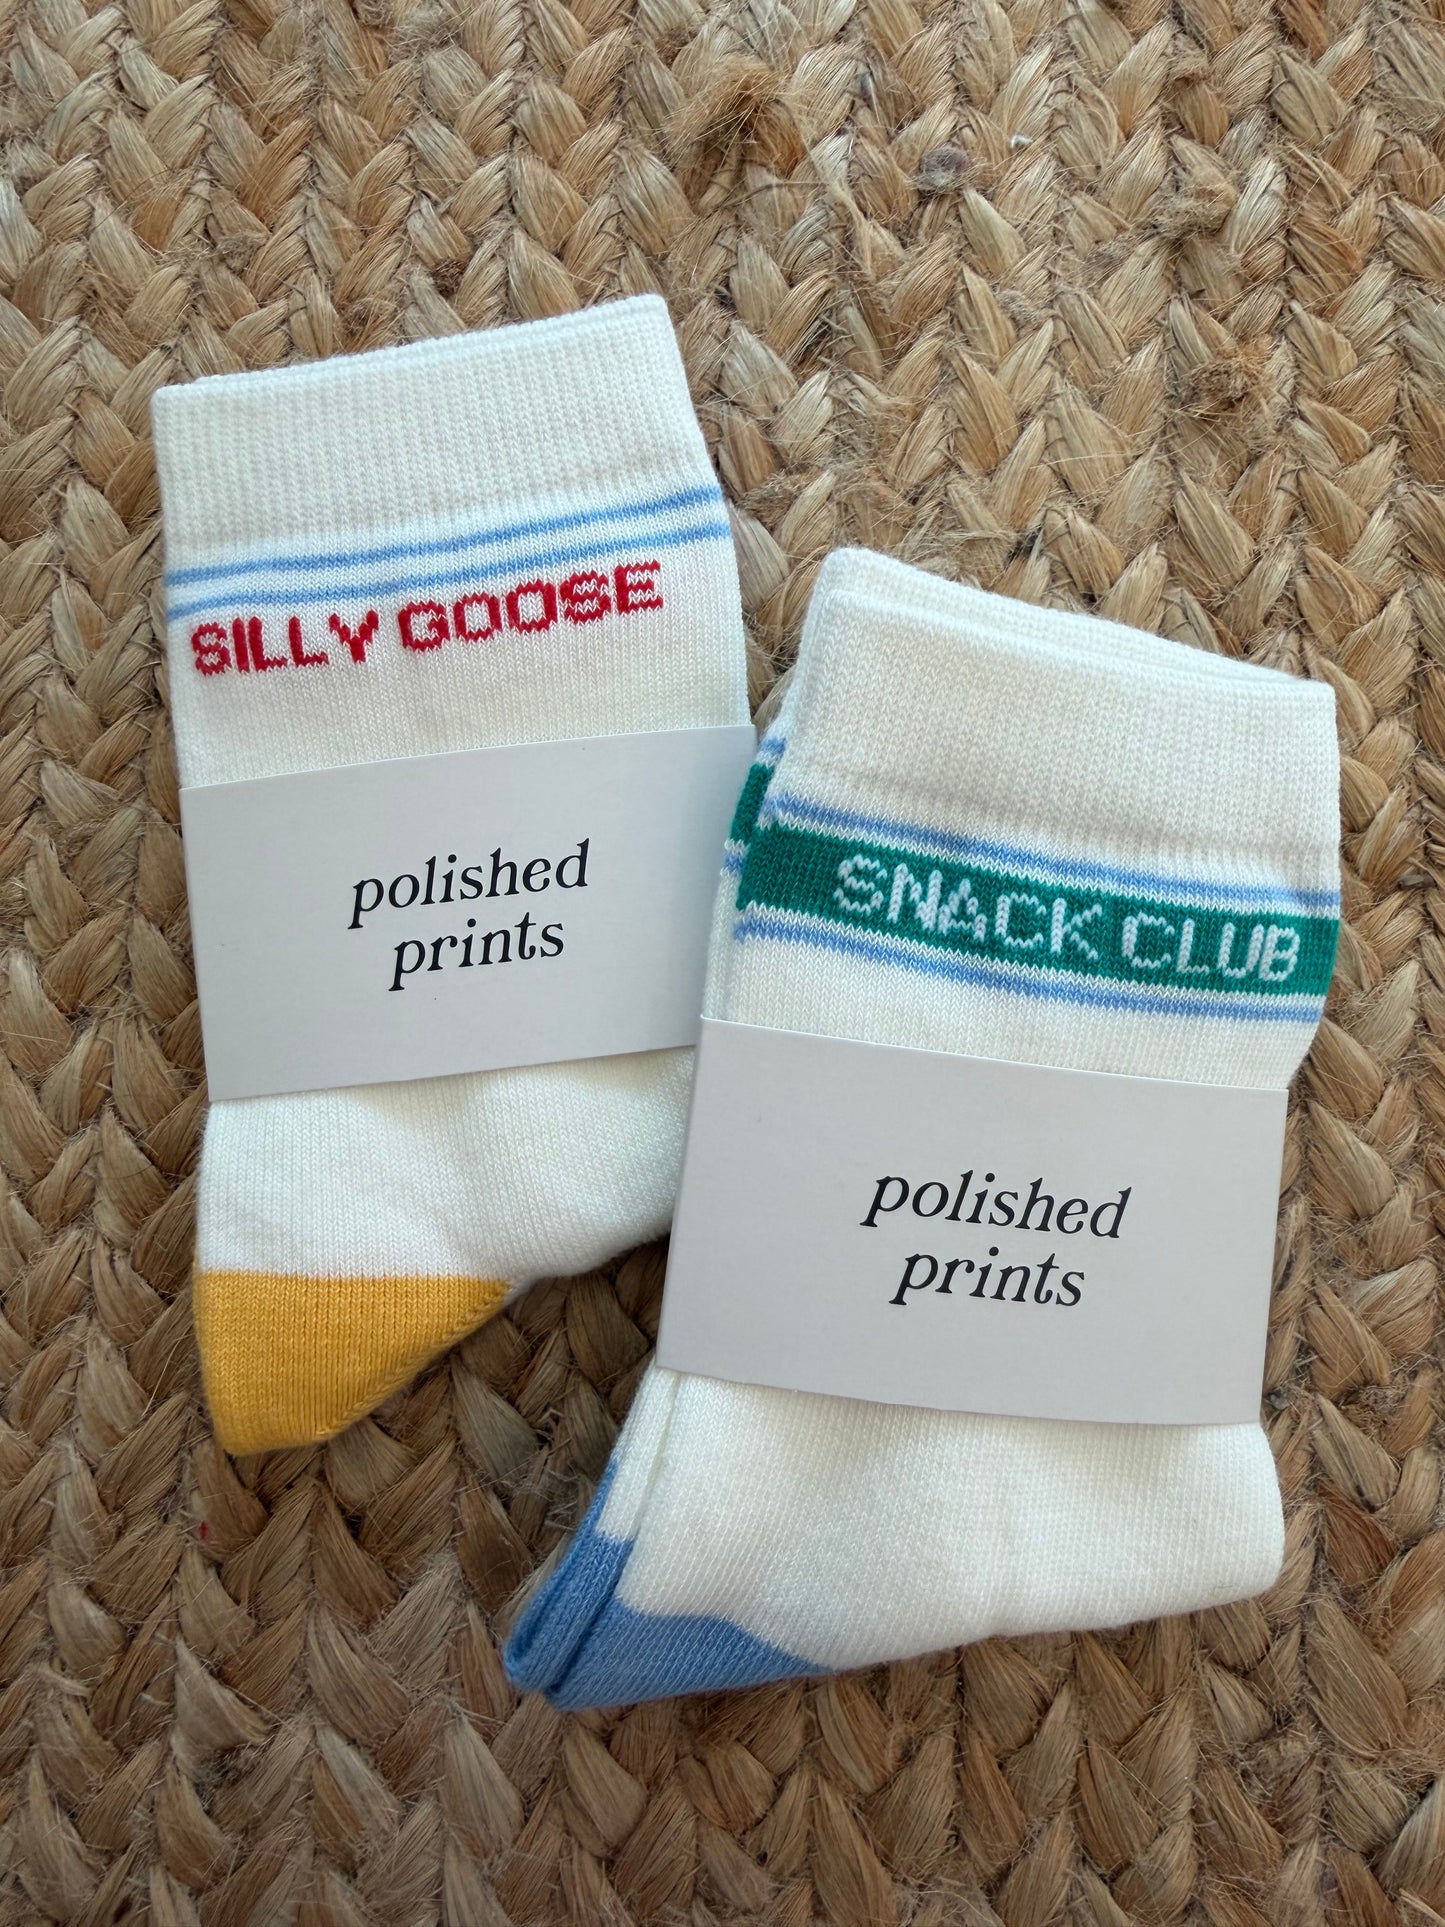 SILLY GOOSE
polished
prints
SNACK CLUB
polished
prints